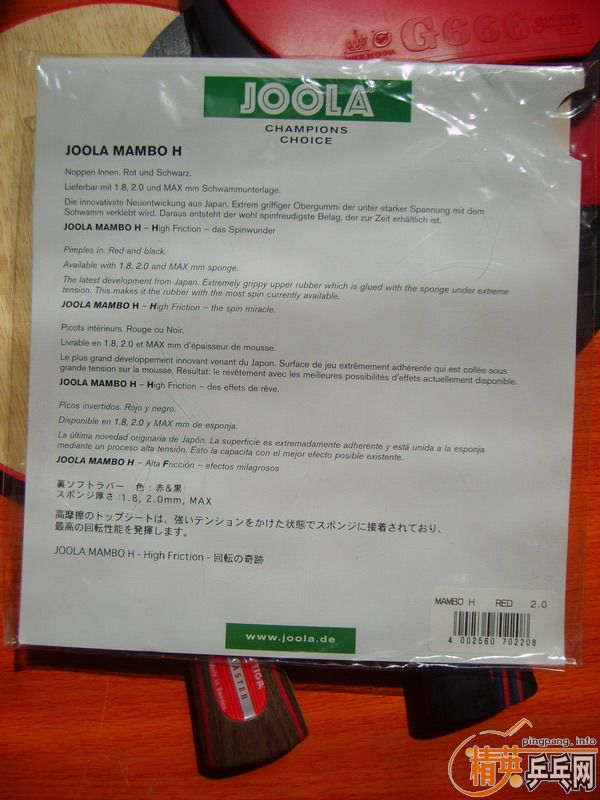 G666
JOOLA
CHAMPIONS
CHOICE
JOOLA MAMBO H
Noppen Innen. Rot und Schwarz.
Lieferbar mit 1.8, 2.0 und MAX mm Schwammunterlage.
Die innovativste Neuentwicklung aus Japan. Extrem griffiger Obergummi der unter starker Spannung mit dem
Schwamm verklebt wird. Daraus entsteht der wohl spinfreudigste Belag, der zur Zeit erhältlich ist.
JOOLA MAMBO H – High Friction – das Spinwunder
Pimples in. Red and black.
Available with 1.8, 2.0 and MAX mm sponge.
The latest development from Japan. Extremely grippy upper rubber which is glued with the sponge under extreme
tension. This makes it the rubber with the most spin currently available.
JOOLA MAMBO H – High Friction – the spin miracle.
Picots intérieurs. Rouge ou Noir.
Livrable en 1.8, 2.0 et MAX mm d'épaisseur de mousse.
Le plus grand développement innovant venant du Japon. Surface de jeu extrêmement adhérente qui est collée sous
grande tension sur la mousse. Résultat: le revêtement avec les meilleures possibilités d'effets actuellement disponible.
JOOLA MAMBO H – High Friction – des effets de rêve.
Picos invertidos. Rojo y negro.
Disponible en 1.8, 2.0 y MAX mm de esponja.
La última novedad originaria de Japón. La superficie es extremadamente adherente y está unida a la esponja
mediante un proceso alta tensión. Esto la capacita con el mejor efecto posible existente.
JOOLA MAMBO H – Alta Fricción – efectos milagrosos
裏ソフトラバー 色：赤&黒
スポンジ厚さ：1.8, 2.0mm, MAX
高摩擦のトップシートは、強いテンションをかけた状態でスポンジに接着されており、
最高の回転性能を発揮します。
JOOLA MAMBO H - High Friction - 回転の奇跡
MAMBO H RED 2.0
4 002560 702208
www.joola.de
STIGA
MASTER
pingpang.info
精英乒乓网